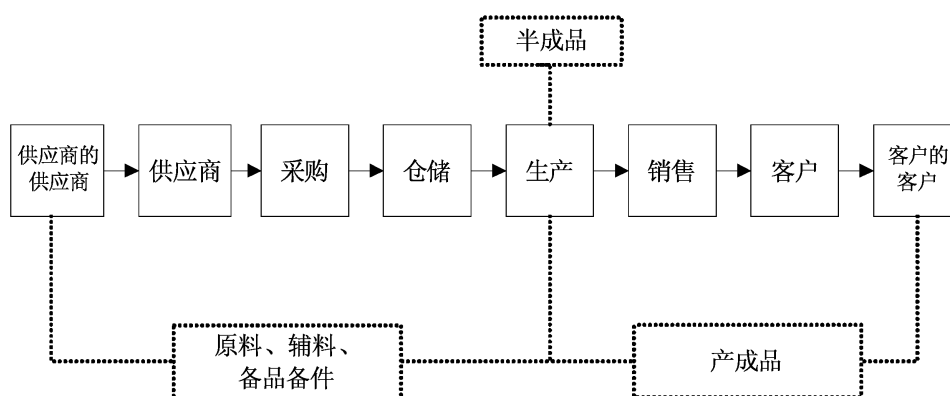 半成品
供应商的
供应商
供应商
采购
仓储
生产
销售
客户
客户的
客户
原料、辅料、
备品备件
产成品